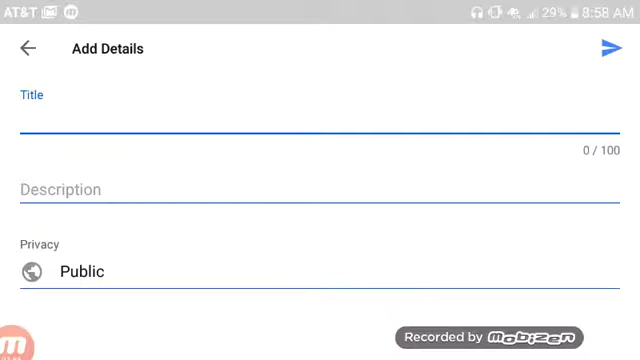 AT&T 29% 8:58 AM
Add Details
Title
0 / 100
Description
Privacy
Public
Recorded by mobizen